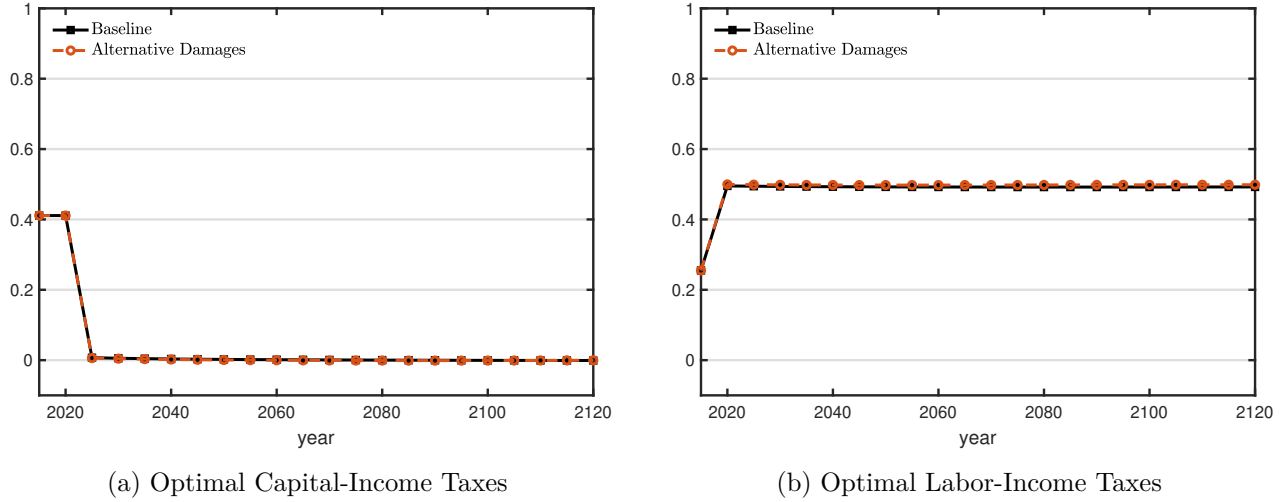 1
0.8
0.6
0.4
0.2
0
Baseline
Alternative Damages
2020 2040 2060 2080 2100 2120
year
(a) Optimal Capital-Income Taxes
1
0.8
0.6
0.4
0.2
0
Baseline
Alternative Damages
2020 2040 2060 2080 2100 2120
year
(b) Optimal Labor-Income Taxes